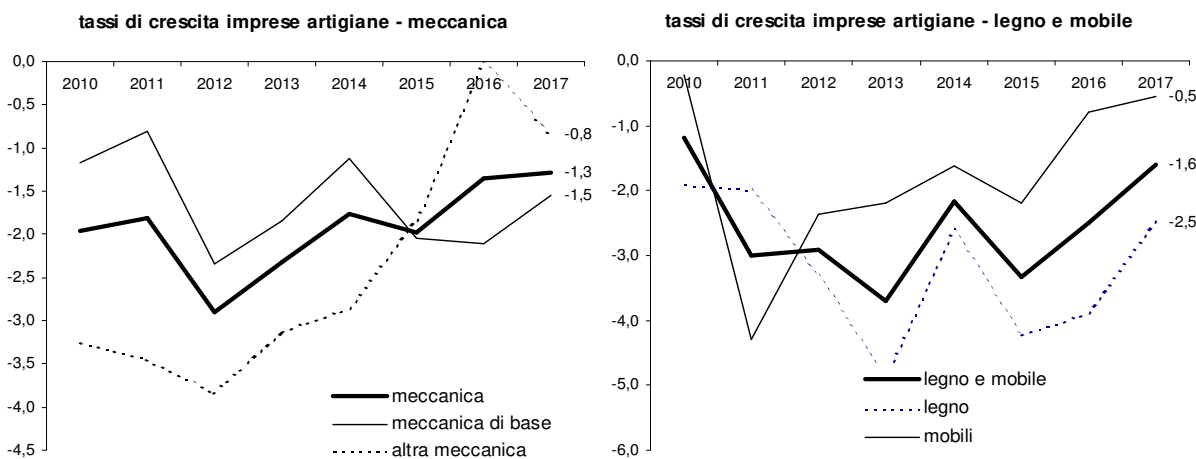 tassi di crescita imprese artigiane - meccanica
0,0
-0,5
-1,0
-1,5
-2,0
-2,5
-3,0
-3,5
-4,0
-4,5
2010 2011 2012 2013 2014 2015 2016 2017
-0,8
-1,3
-1,5
meccanica
meccanica di base
altra meccanica
tassi di crescita imprese artigiane - legno e mobile
0,0
-1,0
-2,0
-3,0
-4,0
-5,0
-6,0
2010 2011 2012 2013 2014 2015 2016 2017
-0,5
-1,6
-2,5
legno e mobile
legno
mobili